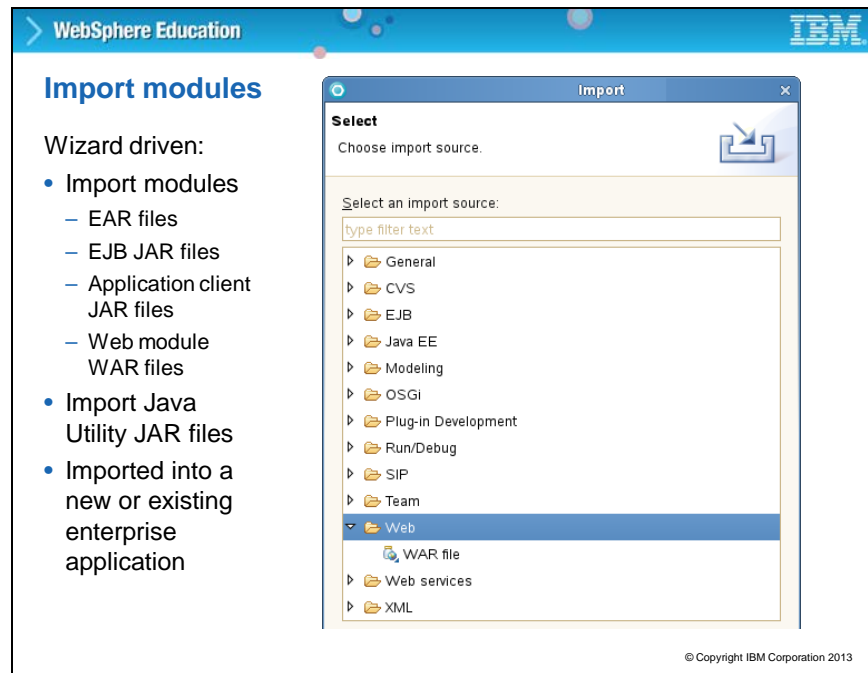 WebSphere Education
IBM
Import modules
Wizard driven:
• Import modules
– EAR files
– EJB JAR files
– Application client
JAR files
– Web module
WAR files
• Import Java
Utility JAR files
• Imported into a
new or existing
enterprise
application
Import
Select
Choose import source.
Select an import source:
type filter text
General
CVS
EJB
Java EE
Modeling
OSGi
Plug-in Development
Run/Debug
SIP
Team
Web
WAR file
Web services
XML
© Copyright IBM Corporation 2013